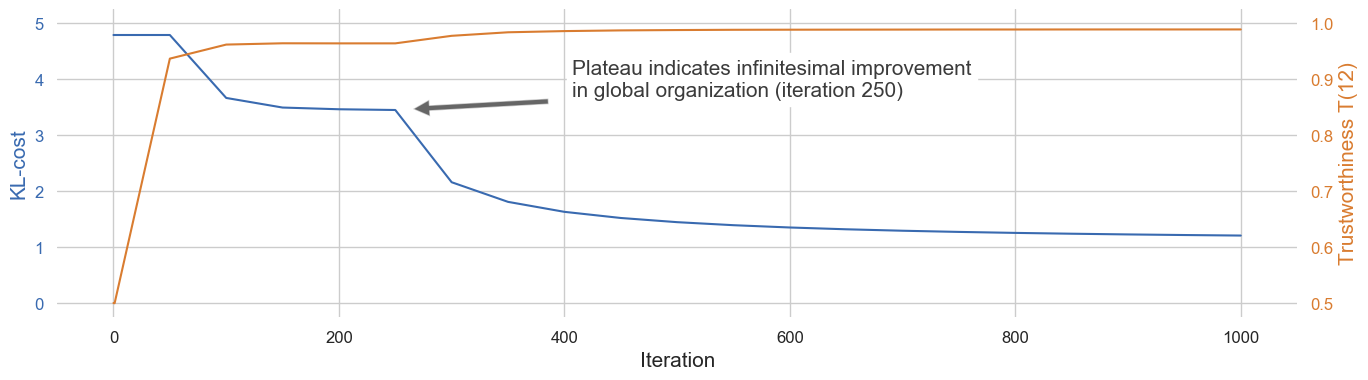 5
4
3
2
1
0
KL-cost
Plateau indicates infinitesimal improvement
in global organization (iteration 250)
1.0
0.9
0.8
0.7
0.6
0.5
Trustworthiness T(12)
0 200 400 600 800 1000
Iteration